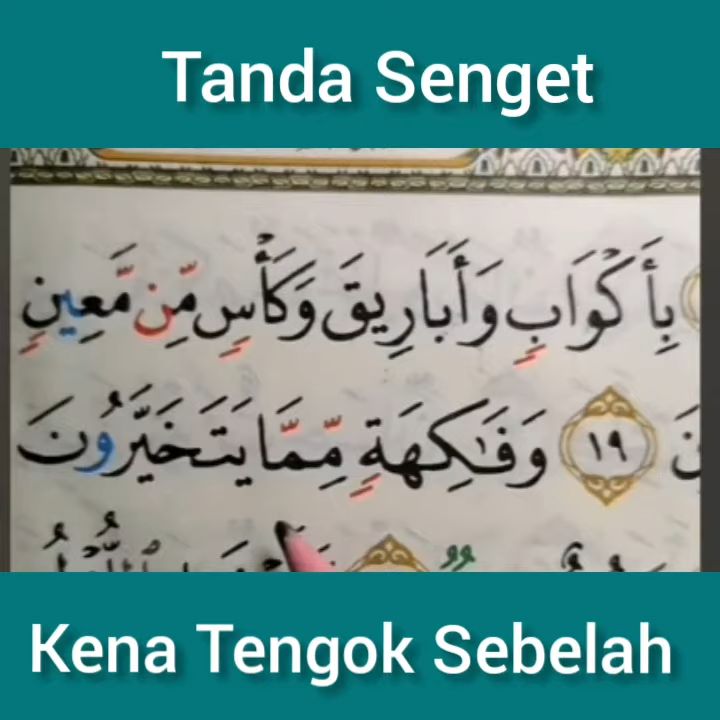 Tanda Senget
بِأَكْوَابٍ وَأَبَارِيقَ وَكَأْسٍ مِّن مَّعِينٍ
نَ ١٩ وَفَٰكِهَةٍ مِّمَّا يَتَخَيَّرُونَ
Kena Tengok Sebelah